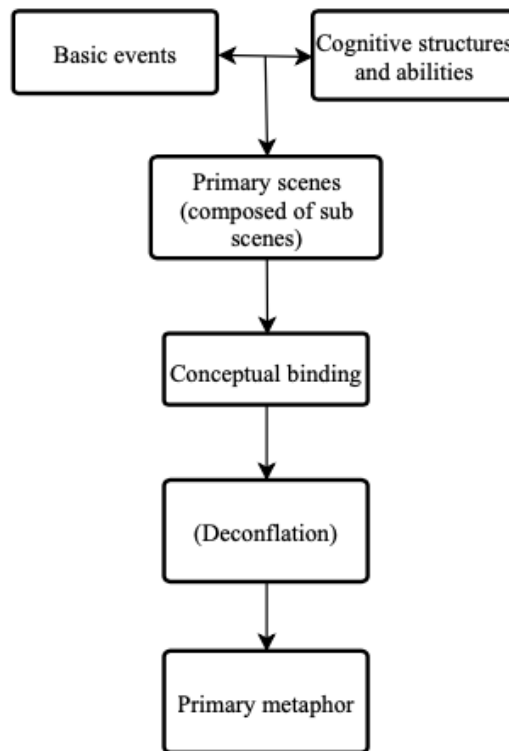 Basic events
Cognitive structures
and abilities
Primary scenes
(composed of sub
scenes)
Conceptual binding
(Deconflation)
Primary metaphor